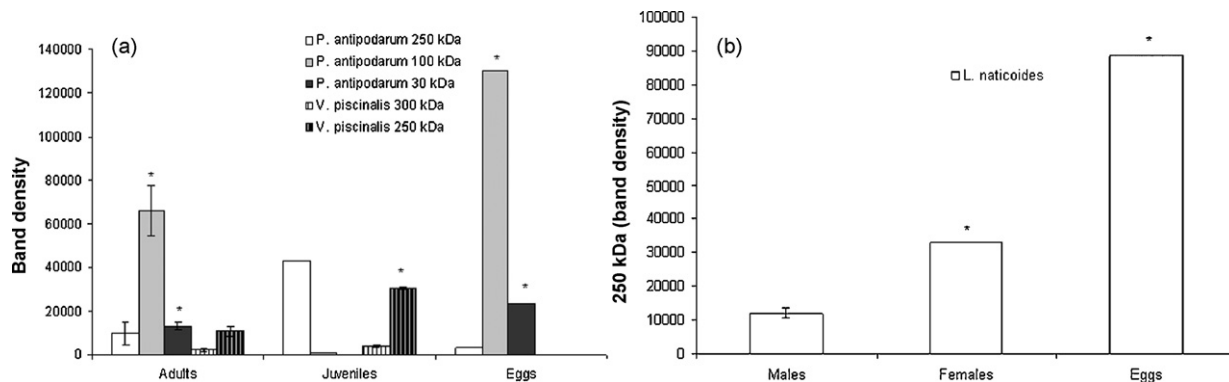 (a)
P. antipodarum 250 kDa
P. antipodarum 100 kDa
P. antipodarum 30 kDa
V. piscinalis 300 kDa
V. piscinalis 250 kDa
Band density
140000
120000
100000
80000
60000
40000
20000
0
*
*
*
*
*
Adults
Juveniles
Eggs
(b)
L. naticoides
250 kDa (band density)
100000
90000
80000
70000
60000
50000
40000
30000
20000
10000
0
*
*
Males
Females
Eggs